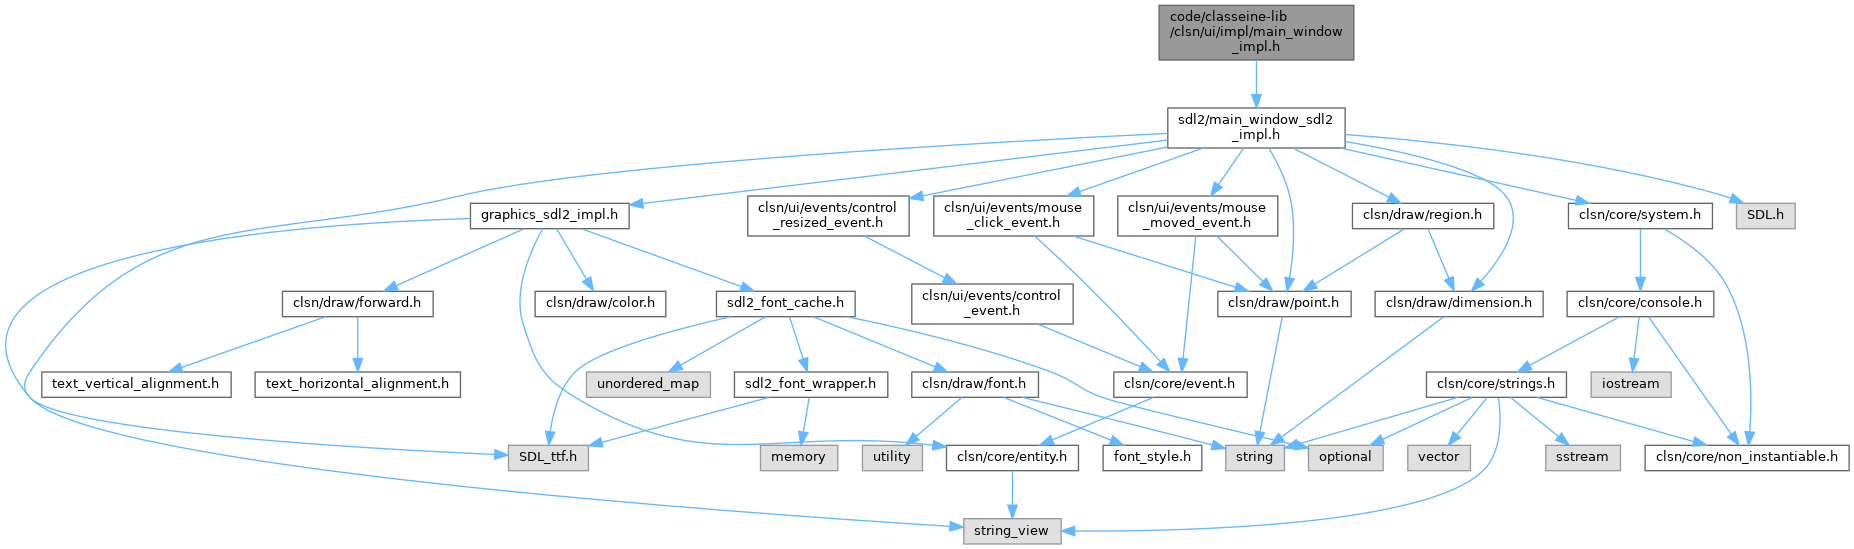 code/classeine-lib
/clsn/ui/impl/main_window
_impl.h
sdl2/main_window_sdl2
_impl.h
graphics_sdl2_impl.h
clsn/ui/events/control
_resized_event.h
clsn/ui/events/mouse
_click_event.h
clsn/ui/events/mouse
_moved_event.h
clsn/draw/region.h
clsn/core/system.h
SDL.h
clsn/draw/forward.h
clsn/draw/color.h
sdl2_font_cache.h
clsn/ui/events/control
_event.h
clsn/draw/point.h
clsn/draw/dimension.h
clsn/core/console.h
text_vertical_alignment.h
text_horizontal_alignment.h
unordered_map
sdl2_font_wrapper.h
clsn/draw/font.h
clsn/core/event.h
clsn/core/strings.h
iostream
SDL_ttf.h
memory
utility
clsn/core/entity.h
font_style.h
string
optional
vector
sstream
clsn/core/non_instantiable.h
string_view